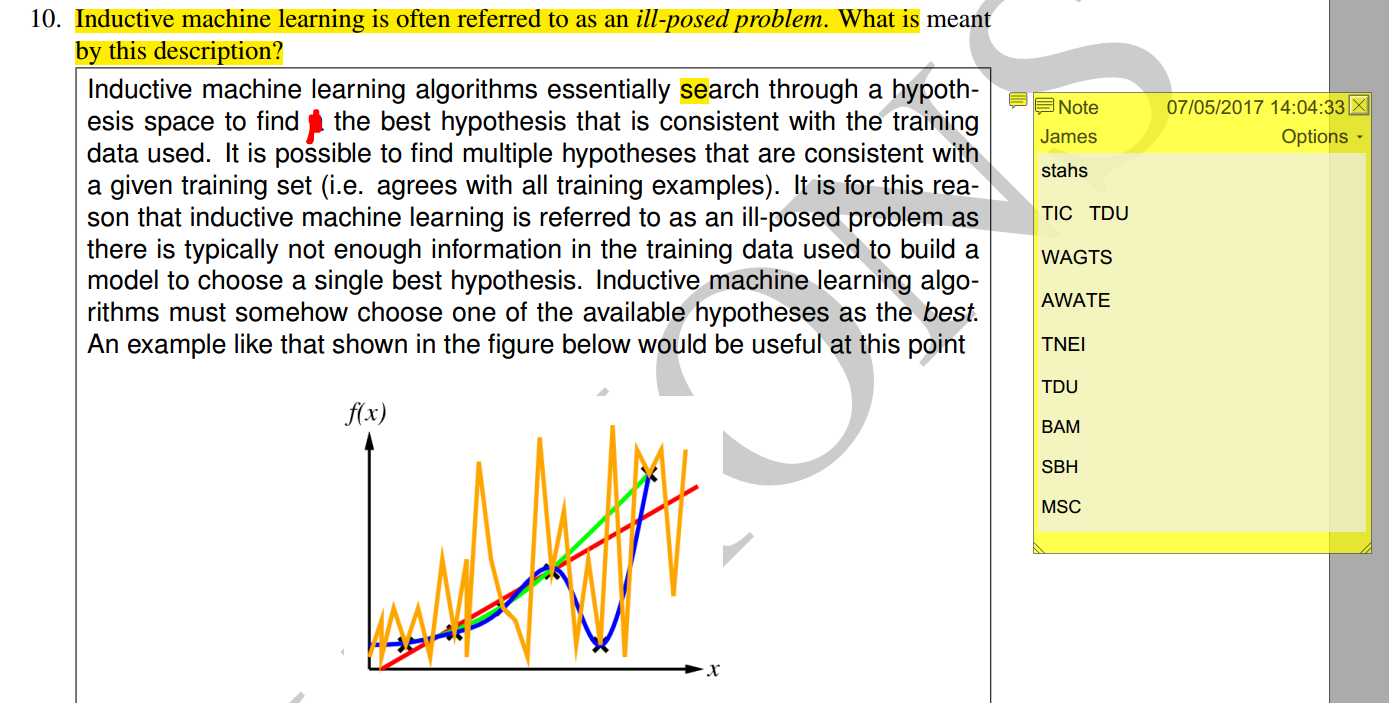 10. Inductive machine learning is often referred to as an ill-posed problem. What is meant
by this description?
Inductive machine learning algorithms essentially search through a hypoth-
esis space to find the best hypothesis that is consistent with the training
data used. It is possible to find multiple hypotheses that are consistent with
a given training set (i.e. agrees with all training examples). It is for this rea-
son that inductive machine learning is referred to as an ill-posed problem as
there is typically not enough information in the training data used to build a
model to choose a single best hypothesis. Inductive machine learning algo-
rithms must somehow choose one of the available hypotheses as the best.
An example like that shown in the figure below would be useful at this point
f(x)
x
Note 07/05/2017 14:04:33
James Options
stahs
TIC TDU
WAGTS
AWATE
TNEI
TDU
BAM
SBH
MSC